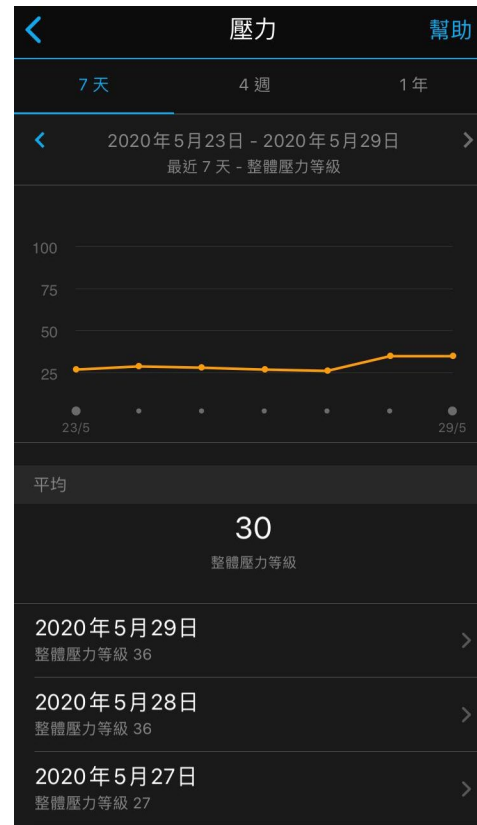 壓力
幫助
7 天
4 週
1 年
2020年5月23日 - 2020年5月29日
最近 7 天 - 整體壓力等級
100
75
50
25
23/5
29/5
平均
30
整體壓力等級
2020年5月29日
整體壓力等級 36
2020年5月28日
整體壓力等級 36
2020年5月27日
整體壓力等級 27